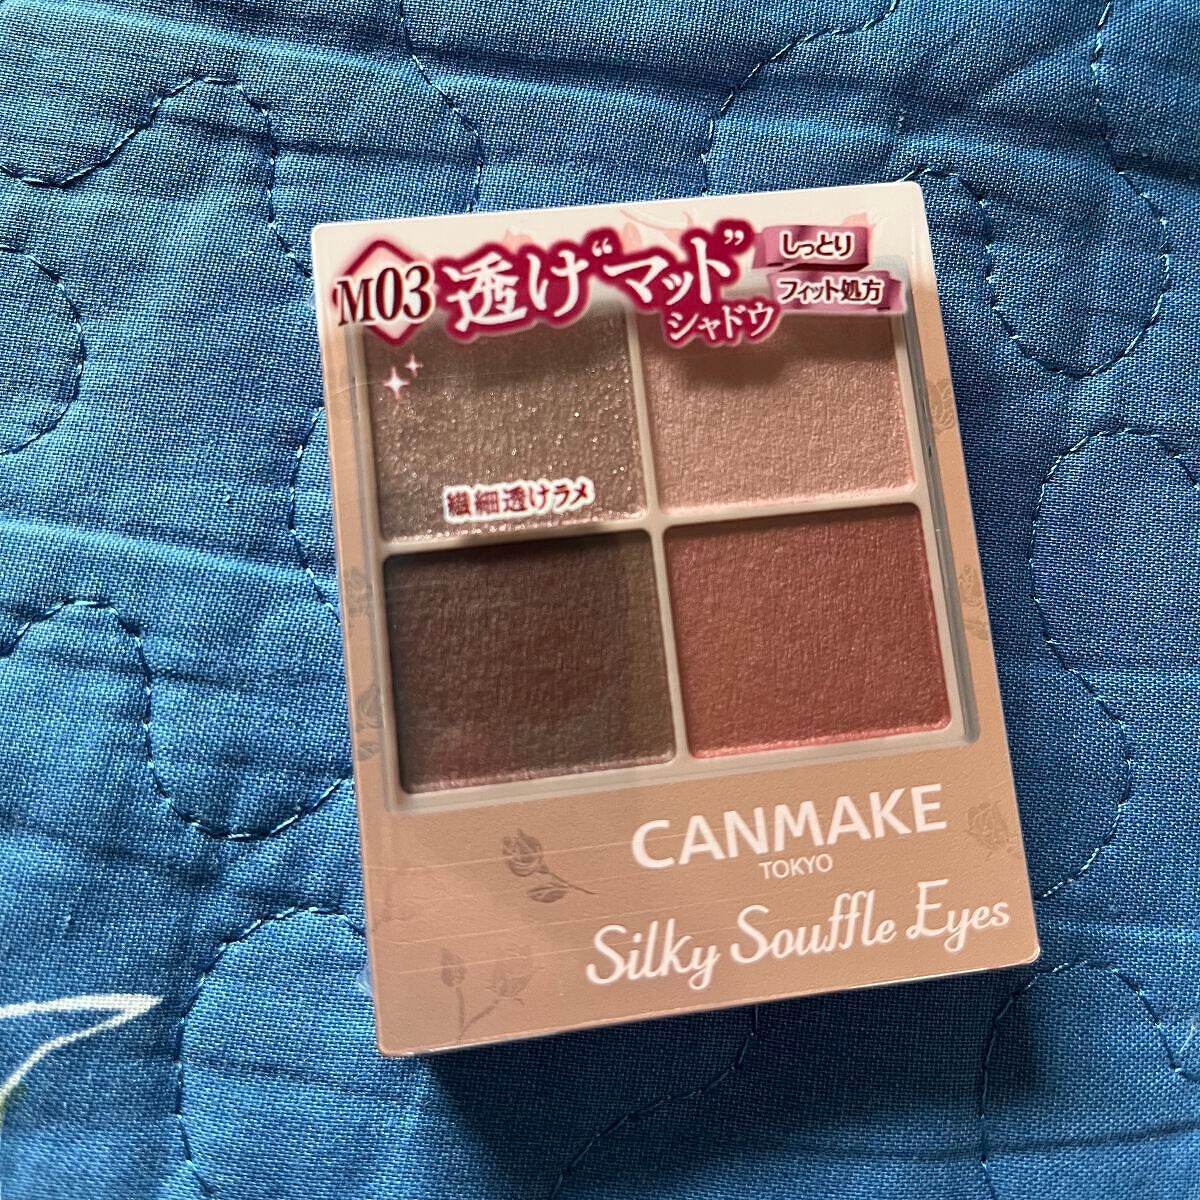 M03
透け“マット”
シャドウ
しっとり
フィット処方
繊細透けラメ
CANMAKE
TOKYO
Silky Souffle Eyes